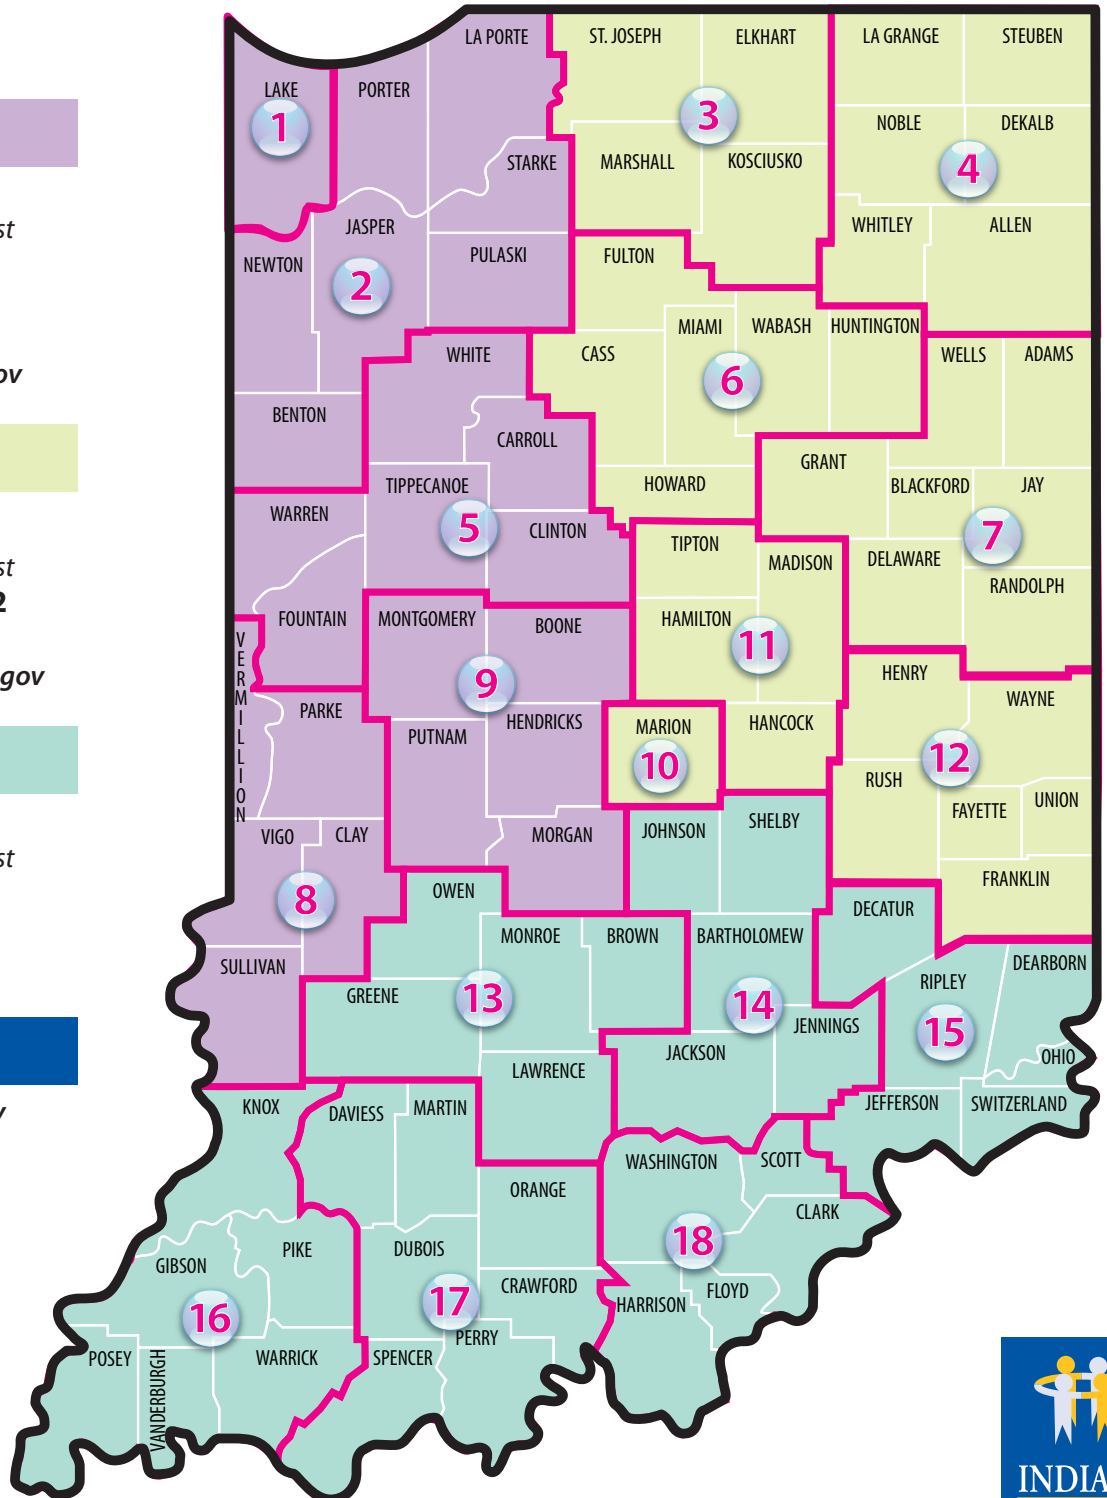 LA PORTE
ST. JOSEPH
ELKHART
LA GRANGE
STEUBEN
LAKE
PORTER
1
3
NOBLE
DEKALB
STARKE
MARSHALL
KOSCIUSKO
4
st
JASPER
WHITLEY
ALLEN
NEWTON
PULASKI
FULTON
2
MIAMI
WABASH
HUNTINGTON
WHITE
CASS
WELLS
ADAMS
ov
6
BENTON
CARROLL
GRANT
TIPPECANOE
HOWARD
BLACKFORD
JAY
WARREN
5
CLINTON
7
TIPTON
MADISON
DELAWARE
st
RANDOLPH
2
FOUNTAIN
MONTGOMERY
BOONE
HAMILTON
11
VERMILLION
gov
9
HENRY
WAYNE
PARKE
HENDRICKS
MARION
HANCOCK
PUTNAM
10
12
RUSH
FAYETTE
UNION
VIGO
CLAY
MORGAN
JOHNSON
SHELBY
st
FRANKLIN
8
OWEN
DECATUR
MONROE
BROWN
BARTHOLOMEW
SULLIVAN
DEARBORN
RIPLEY
GREENE
13
14
JENNINGS
15
JACKSON
OHIO
LAWRENCE
KNOX
DAVIESS
MARTIN
JEFFERSON
SWITZERLAND
y
WASHINGTON
SCOTT
ORANGE
CLARK
PIKE
DUBOIS
18
GIBSON
CRAWFORD
FLOYD
16
17
HARRISON
PERRY
POSEY
VANDERBURGH
WARRICK
SPENCER
INDIA